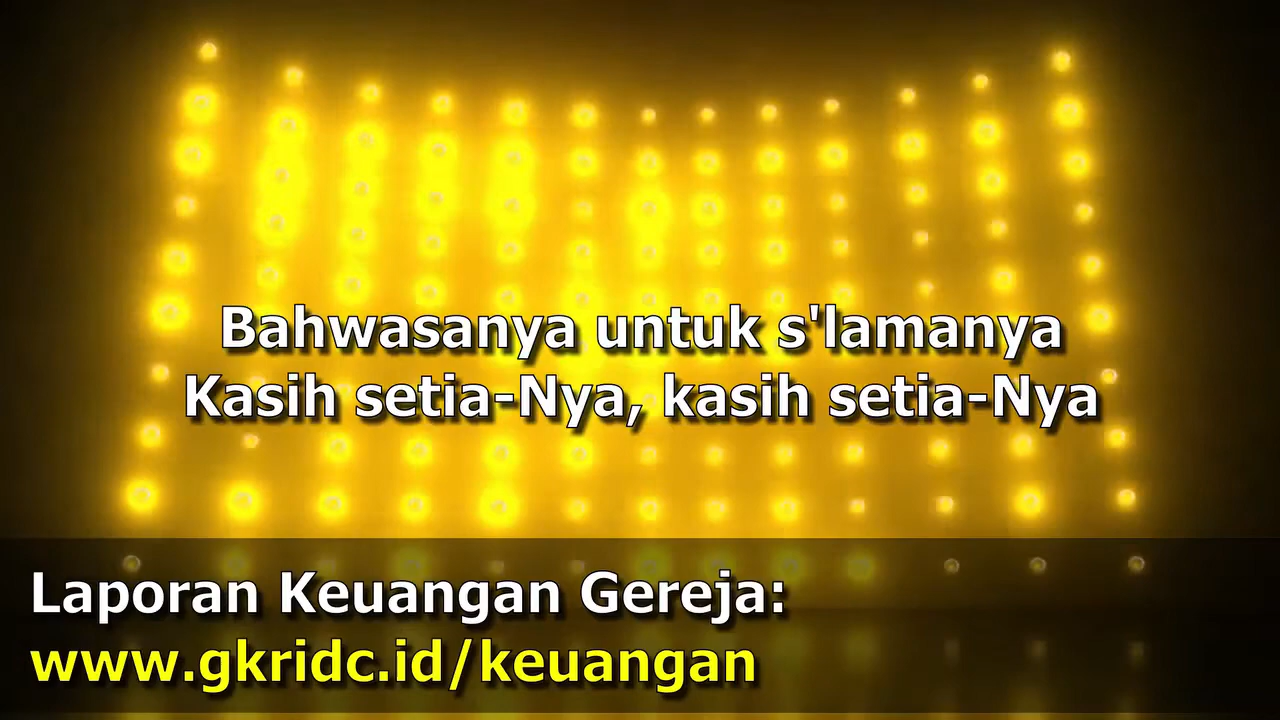 Bahwasanya untuk s'lamanya
Kasih setia-Nya, kasih setia-Nya
Laporan Keuangan Gereja:
www.gkridc.id/keuangan